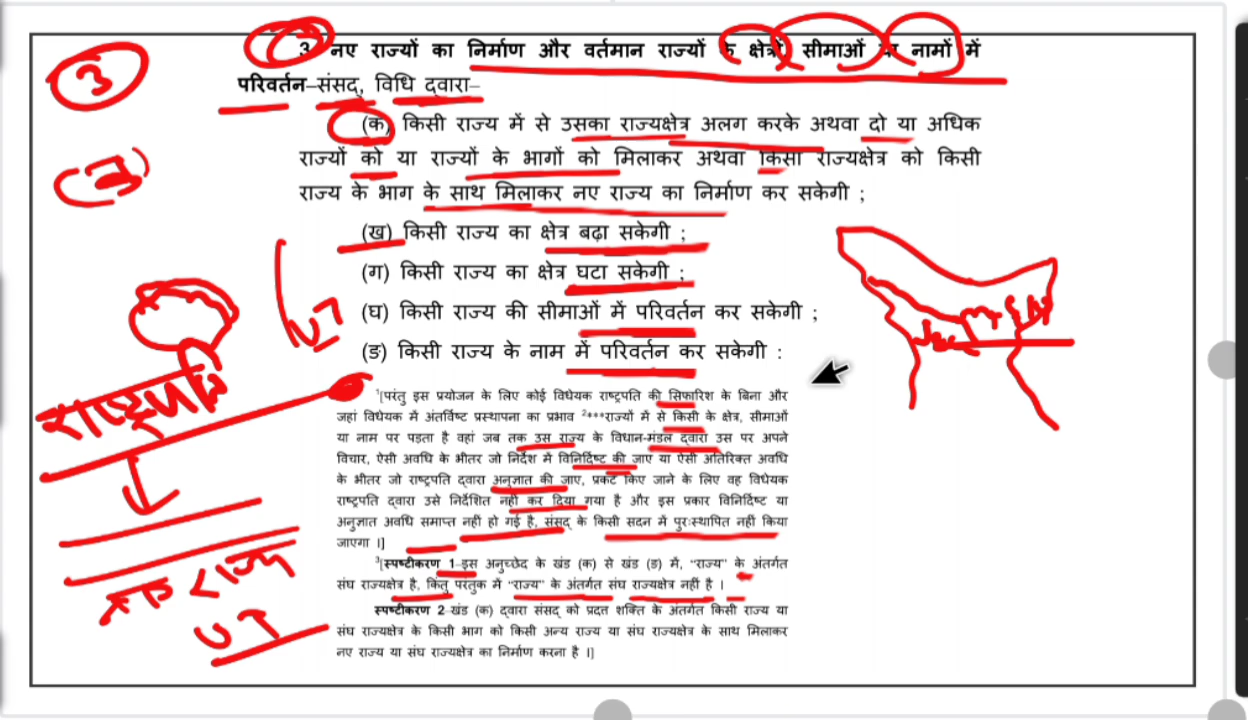 3. नए राज्यों का निर्माण और वर्तमान राज्यों के क्षेत्रों, सीमाओं या नामों में
परिवर्तन–संसद, विधि द्वारा–
(क) किसी राज्य में से उसका राज्यक्षेत्र अलग करके अथवा दो या अधिक
राज्यों को या राज्यों के भागों को मिलाकर अथवा किसी राज्यक्षेत्र को किसी
राज्य के भाग के साथ मिलाकर नए राज्य का निर्माण कर सकेगी ;
(ख) किसी राज्य का क्षेत्र बढ़ा सकेगी ;
(ग) किसी राज्य का क्षेत्र घटा सकेगी ;
(घ) किसी राज्य की सीमाओं में परिवर्तन कर सकेगी ;
(ङ) किसी राज्य के नाम में परिवर्तन कर सकेगी :
1[परंतु इस प्रयोजन के लिए कोई विधेयक राष्ट्रपति की सिफारिश के बिना और
जहां विधेयक में अंतर्विष्ट प्रस्थापना का प्रभाव 2***राज्यों में से किसी के क्षेत्र, सीमाओं
या नाम पर पड़ता है वहां जब तक उस राज्य के विधान-मंडल द्वारा उस पर अपने
विचार, ऐसी अवधि के भीतर जो निर्देश में विनिर्दिष्ट की जाए या ऐसी अतिरिक्त अवधि
के भीतर जो राष्ट्रपति द्वारा अनुज्ञात की जाए, प्रकट किए जाने के लिए वह विधेयक
राष्ट्रपति द्वारा उसे निर्देशित नहीं कर दिया गया है और इस प्रकार विनिर्दिष्ट या
अनुज्ञात अवधि समाप्त नहीं हो गई है, संसद् के किसी सदन में पुरःस्थापित नहीं किया
जाएगा ।]
3[स्पष्टीकरण 1–इस अनुच्छेद के खंड (क) से खंड (ङ) में, “राज्य” के अंतर्गत
संघ राज्यक्षेत्र है, किंतु परंतुक में “राज्य” के अंतर्गत संघ राज्यक्षेत्र नहीं है ।
स्पष्टीकरण 2–खंड (क) द्वारा संसद् को प्रदत्त शक्ति के अंतर्गत किसी राज्य या
संघ राज्यक्षेत्र के किसी भाग को किसी अन्य राज्य या संघ राज्यक्षेत्र के साथ मिलाकर
नए राज्य या संघ राज्यक्षेत्र का निर्माण करना है ।]
3
UT
राष्ट्रपति
राज्य
UT